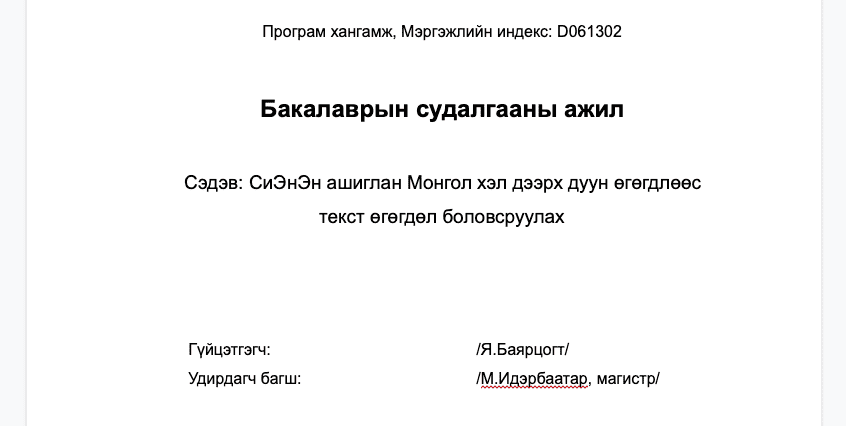 Програм хангамж, Мэргэжлийн индекс: D061302
Бакалаврын судалгааны ажил
Сэдэв: СиЭнЭн ашиглан Монгол хэл дээрх дуун өгөгдлөөс
текст өгөгдөл боловсруулах
Гүйцэтгэгч: /Я.Баярцогт/
Удирдагч багш: /М.Идэрбаатар, магистр/